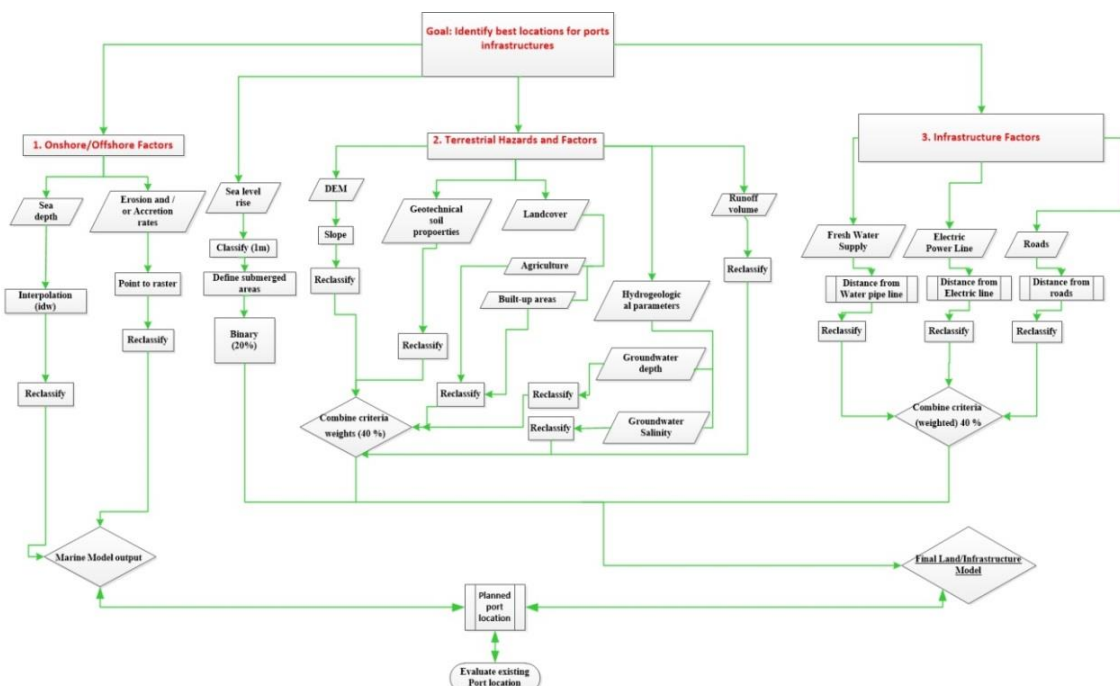 Goal: Identify best locations for ports
infrastructures
1. Onshore/Offshore Factors
2. Terrestrial Hazards and Factors
3. Infrastructure Factors
Sea
depth
Erosion and /
or Accretion
rates
Interpolation
(idw)
Point to raster
Reclassify
Reclassify
Marine Model output
Sea level
rise
Classify (1m)
Define submerged
areas
Binary
(20%)
DEM
Slope
Reclassify
Geotechnical
soil
propoerties
Reclassify
Landcover
Agriculture
Built-up areas
Reclassify
Hydrogeologic
al parameters
Groundwater
depth
Reclassify
Groundwater
Salinity
Reclassify
Runoff
volume
Reclassify
Combine criteria
weights (40 %)
Fresh Water
Supply
Electric
Power Line
Roads
Distance from
Water pipe line
Distance from
Electric line
Distance from
roads
Reclassify
Reclassify
Reclassify
Combine
criteria
(weighted) 40 %
Final Land/Infrastructure
Model
Planned
port
location
Evaluate existing
Port location